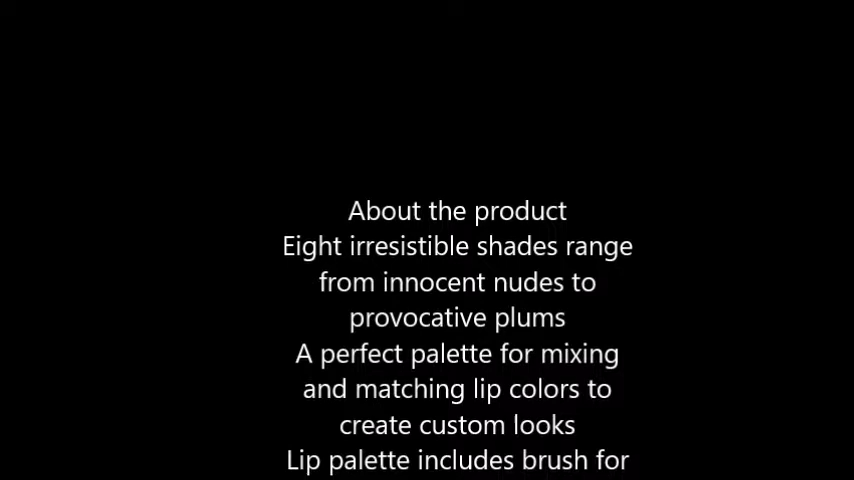 About the product
Eight irresistible shades range
from innocent nudes to
provocative plums
A perfect palette for mixing
and matching lip colors to
create custom looks
Lip palette includes brush for